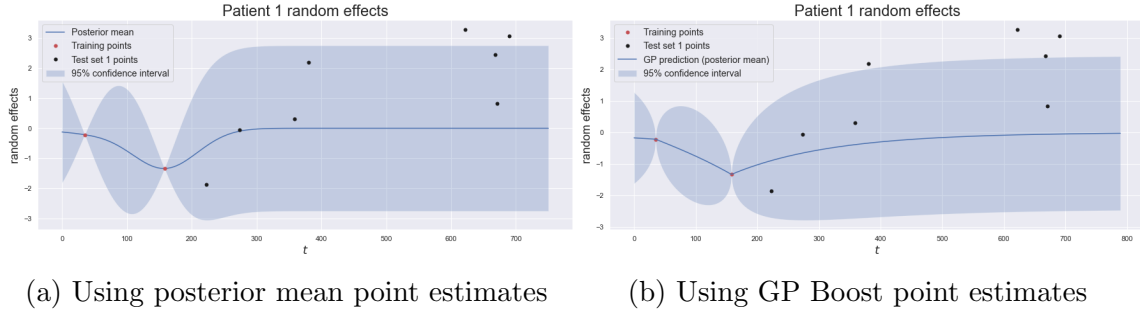 Patient 1 random effects
Posterior mean
Training points
Test set 1 points
95% confidence interval
random effects
3
2
1
0
−1
−2
−3
0 100 200 300 400 500 600 700
t
(a) Using posterior mean point estimates
Patient 1 random effects
Training points
Test set 1 points
GP prediction (posterior mean)
95% confidence interval
random effects
3
2
1
0
−1
−2
−3
0 100 200 300 400 500 600 700 800
t
(b) Using GP Boost point estimates